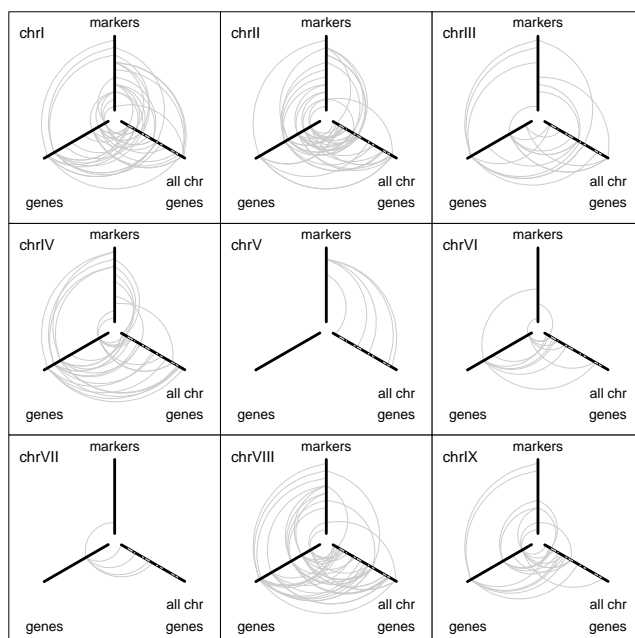 markers
chrI
genes
all chr
genes
markers
chrII
genes
all chr
genes
markers
chrIII
genes
all chr
genes
markers
chrIV
genes
all chr
genes
markers
chrV
genes
all chr
genes
markers
chrVI
genes
all chr
genes
markers
chrVII
genes
all chr
genes
markers
chrVIII
genes
all chr
genes
markers
chrIX
genes
all chr
genes